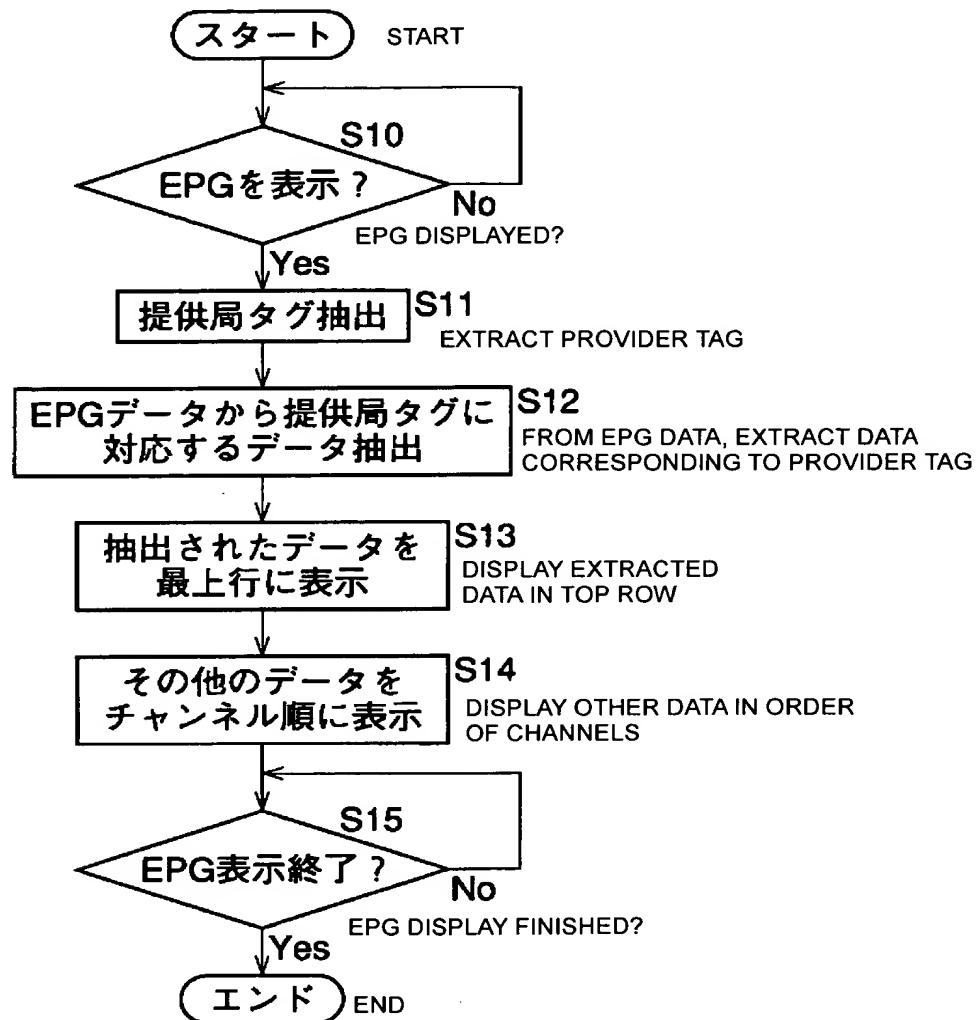 スタート
START
S10
EPGを表示？
No
EPG DISPLAYED?
Yes
提供局タグ抽出
S11
EXTRACT PROVIDER TAG
EPGデータから提供局タグに
対応するデータ抽出
S12
FROM EPG DATA, EXTRACT DATA
CORRESPONDING TO PROVIDER TAG
抽出されたデータを
最上行に表示
S13
DISPLAY EXTRACTED
DATA IN TOP ROW
その他のデータを
チャンネル順に表示
S14
DISPLAY OTHER DATA IN ORDER
OF CHANNELS
S15
EPG表示終了？
No
EPG DISPLAY FINISHED?
Yes
エンド
END